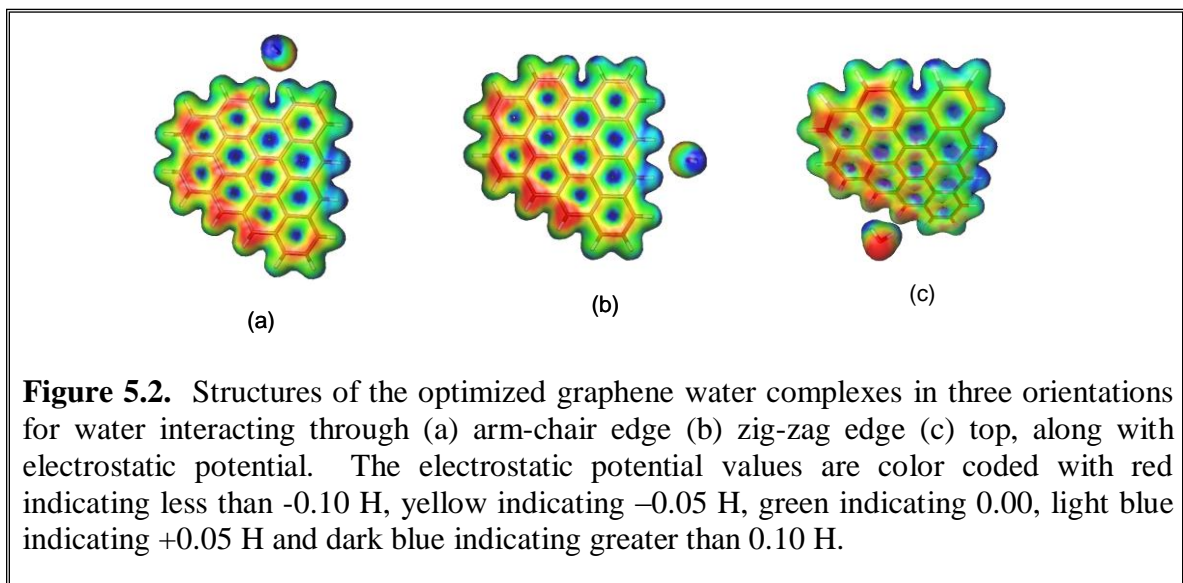 (a) (b) (c)
Figure 5.2. Structures of the optimized graphene water complexes in three orientations
for water interacting through (a) arm-chair edge (b) zig-zag edge (c) top, along with
electrostatic potential. The electrostatic potential values are color coded with red
indicating less than -0.10 H, yellow indicating –0.05 H, green indicating 0.00, light blue
indicating +0.05 H and dark blue indicating greater than 0.10 H.